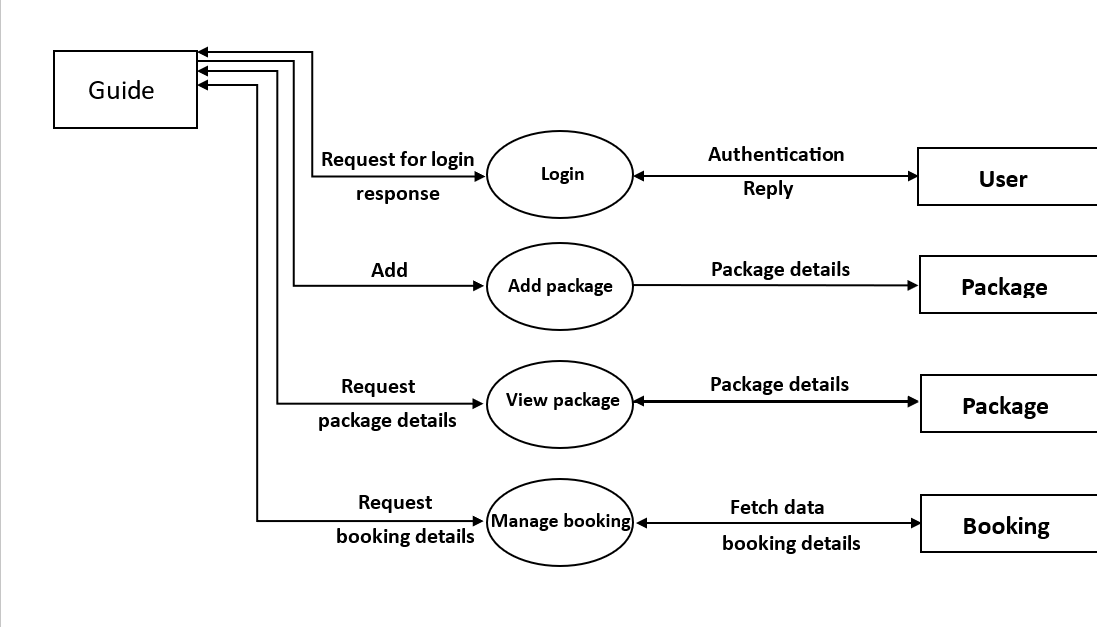 Guide
Request for login
response
Login
Authentication
Reply
User
Add
Add package
Package details
Package
Request
package details
View package
Package details
Package
Request
booking details
Manage booking
Fetch data
booking details
Booking